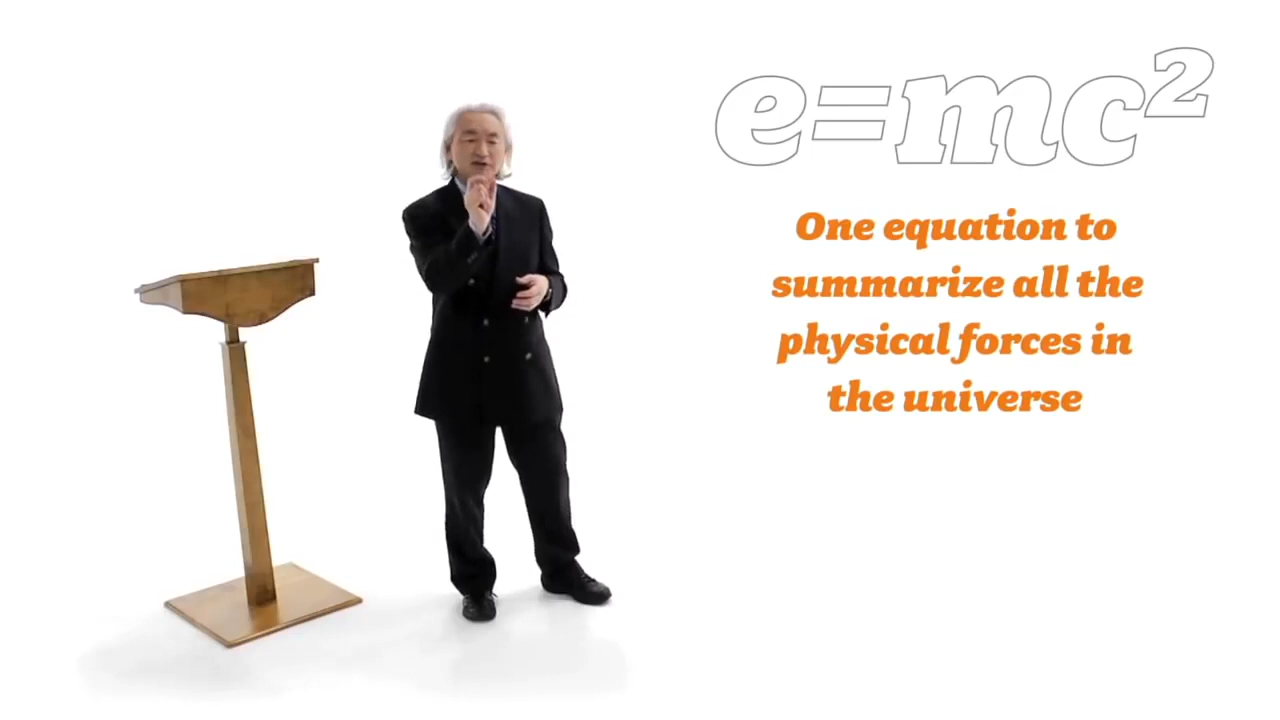 e=mc²
One equation to
summarize all the
physical forces in
the universe